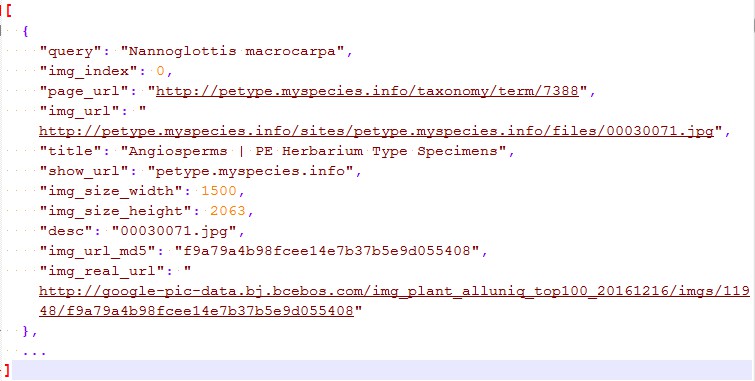 [
{
"query": "Nannoglottis macrocarpa",
"img_index": 0,
"page_url": "http://petype.myspecies.info/taxonomy/term/7388",
"img_url": "
http://petype.myspecies.info/sites/petype.myspecies.info/files/00030071.jpg",
"title": "Angiosperms | PE Herbarium Type Specimens",
"show_url": "petype.myspecies.info",
"img_size_width": 1500,
"img_size_height": 2063,
"desc": "00030071.jpg",
"img_url_md5": "f9a79a4b98fcee14e7b37b5e9d055408",
"img_real_url": "
http://google-pic-data.bj.bcebos.com/img_plant_alluniq_top100_20161216/imgs/119
48/f9a79a4b98fcee14e7b37b5e9d055408"
},
...
]